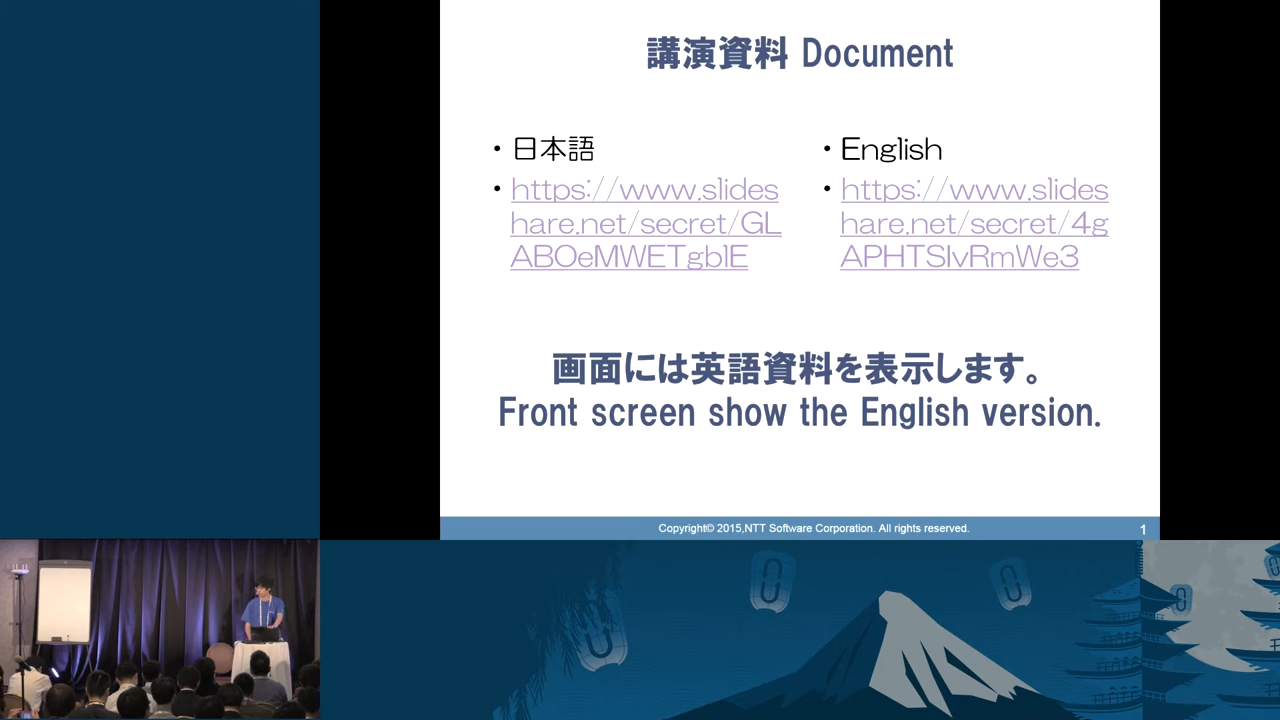 講演資料 Document
・日本語
・https://www.slides
hare.net/secret/GL
ABOeMWETgblE
・English
・https://www.slides
hare.net/secret/4g
APHTSlvRmWe3
画面には英語資料を表示します。
Front screen show the English version.
Copyright© 2015,NTT Software Corporation. All rights reserved.
1